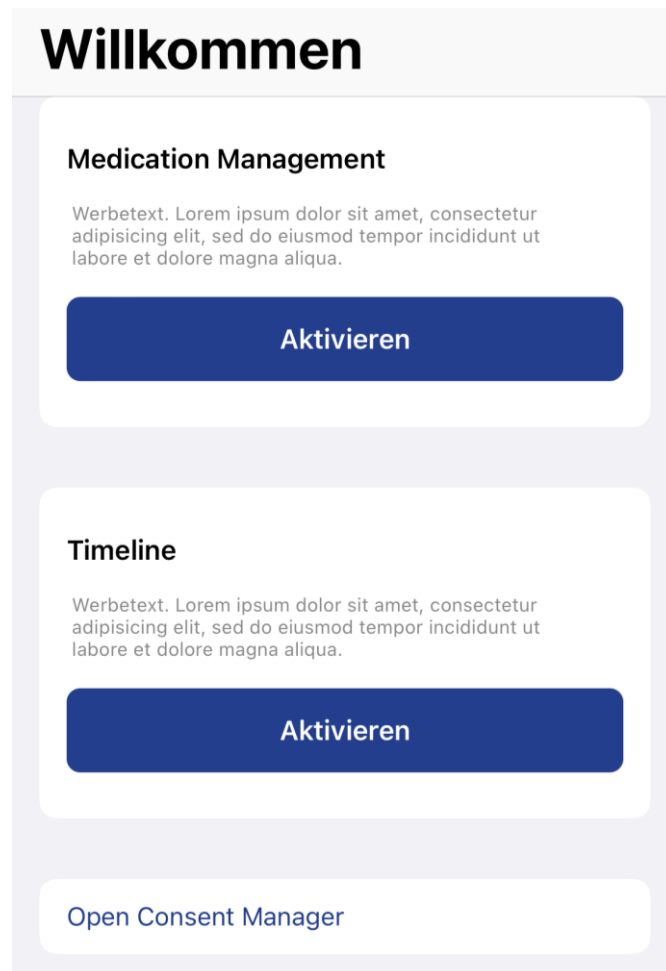 Willkommen
Medication Management
Werbetext. Lorem ipsum dolor sit amet, consectetur
adipisicing elit, sed do eiusmod tempor incididunt ut
labore et dolore magna aliqua.
Aktivieren
Timeline
Werbetext. Lorem ipsum dolor sit amet, consectetur
adipisicing elit, sed do eiusmod tempor incididunt ut
labore et dolore magna aliqua.
Aktivieren
Open Consent Manager